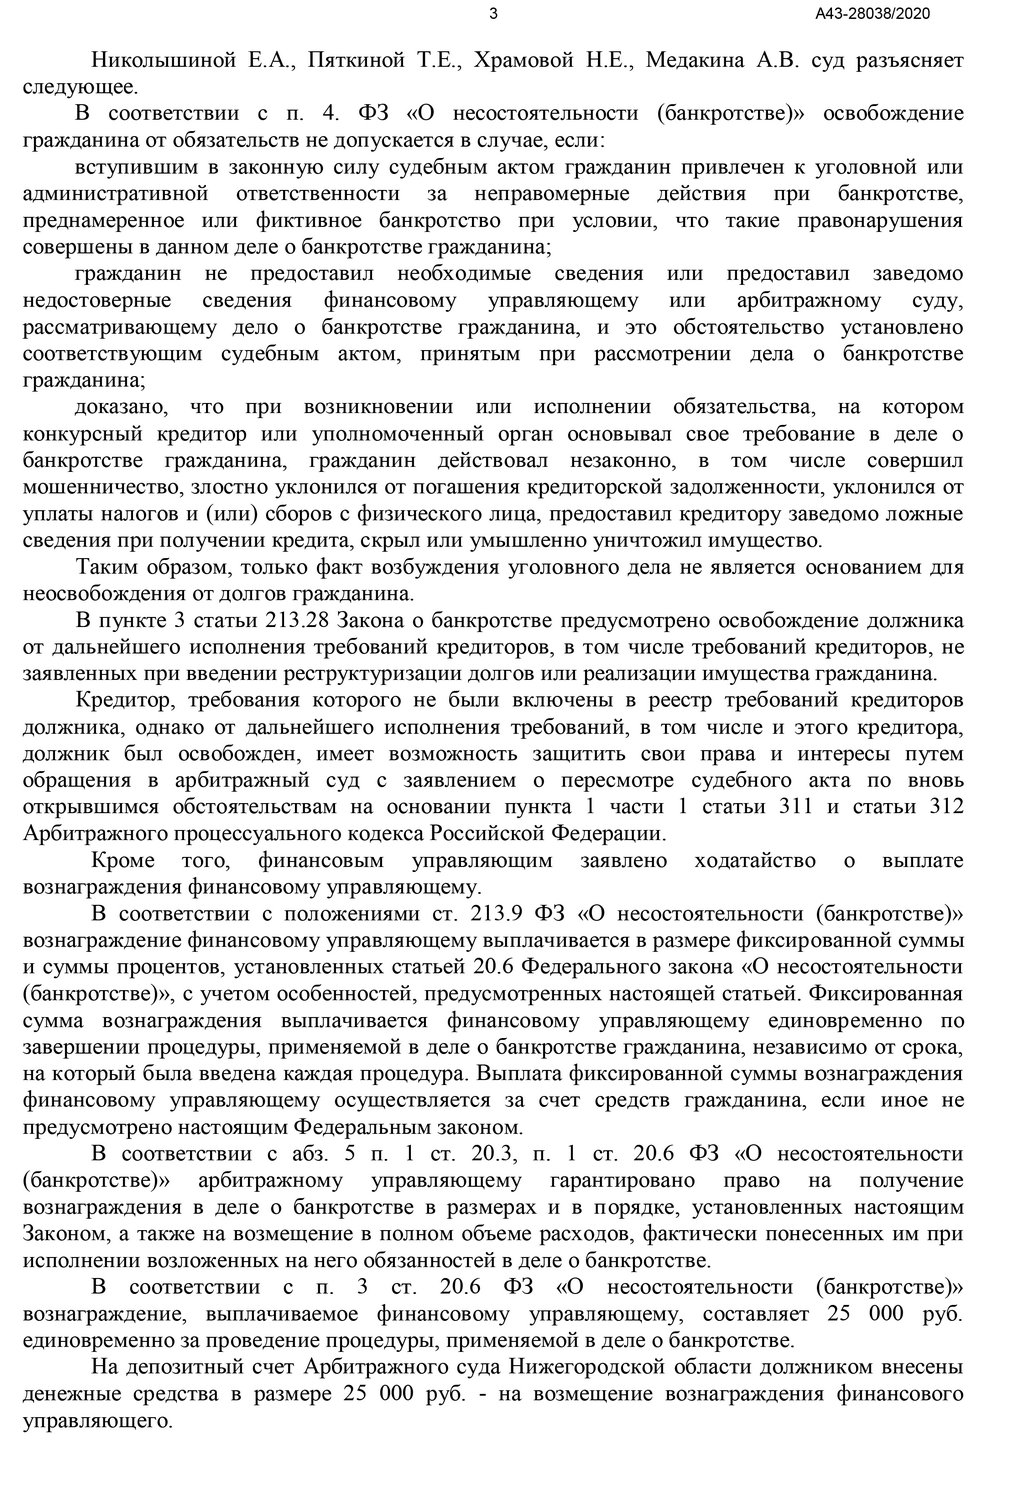 3 А43-28038/2020
Николышиной Е.А., Пяткиной Т.Е., Храмовой Н.Е., Медакина А.В. суд разъясняет
следующее.
В соответствии с п. 4. ФЗ «О несостоятельности (банкротстве)» освобождение
гражданина от обязательств не допускается в случае, если:
вступившим в законную силу судебным актом гражданин привлечен к уголовной или
административной ответственности за неправомерные действия при банкротстве,
преднамеренное или фиктивное банкротство при условии, что такие правонарушения
совершены в данном деле о банкротстве гражданина;
гражданин не предоставил необходимые сведения или предоставил заведомо
недостоверные сведения финансовому управляющему или арбитражному суду,
рассматривающему дело о банкротстве гражданина, и это обстоятельство установлено
соответствующим судебным актом, принятым при рассмотрении дела о банкротстве
гражданина;
доказано, что при возникновении или исполнении обязательства, на котором
конкурсный кредитор или уполномоченный орган основывал свое требование в деле о
банкротстве гражданина, гражданин действовал незаконно, в том числе совершил
мошенничество, злостно уклонился от погашения кредиторской задолженности, уклонился от
уплаты налогов и (или) сборов с физического лица, предоставил кредитору заведомо ложные
сведения при получении кредита, скрыл или умышленно уничтожил имущество.
Таким образом, только факт возбуждения уголовного дела не является основанием для
неосвобождения от долгов гражданина.
В пункте 3 статьи 213.28 Закона о банкротстве предусмотрено освобождение должника
от дальнейшего исполнения требований кредиторов, в том числе требований кредиторов, не
заявленных при введении реструктуризации долгов или реализации имущества гражданина.
Кредитор, требования которого не были включены в реестр требований кредиторов
должника, однако от дальнейшего исполнения требований, в том числе и этого кредитора,
должник был освобожден, имеет возможность защитить свои права и интересы путем
обращения в арбитражный суд с заявлением о пересмотре судебного акта по вновь
открывшимся обстоятельствам на основании пункта 1 части 1 статьи 311 и статьи 312
Арбитражного процессуального кодекса Российской Федерации.
Кроме того, финансовым управляющим заявлено ходатайство о выплате
вознаграждения финансовому управляющему.
В соответствии с положениями ст. 213.9 ФЗ «О несостоятельности (банкротстве)»
вознаграждение финансовому управляющему выплачивается в размере фиксированной суммы
и суммы процентов, установленных статьей 20.6 Федерального закона «О несостоятельности
(банкротстве)», с учетом особенностей, предусмотренных настоящей статьей. Фиксированная
сумма вознаграждения выплачивается финансовому управляющему единовременно по
завершении процедуры, применяемой в деле о банкротстве гражданина, независимо от срока,
на который была введена каждая процедура. Выплата фиксированной суммы вознаграждения
финансовому управляющему осуществляется за счет средств гражданина, если иное не
предусмотрено настоящим Федеральным законом.
В соответствии с абз. 5 п. 1 ст. 20.3, п. 1 ст. 20.6 ФЗ «О несостоятельности
(банкротстве)» арбитражному управляющему гарантировано право на получение
вознаграждения в деле о банкротстве в размерах и в порядке, установленных настоящим
Законом, а также на возмещение в полном объеме расходов, фактически понесенных им при
исполнении возложенных на него обязанностей в деле о банкротстве.
В соответствии с п. 3 ст. 20.6 ФЗ «О несостоятельности (банкротстве)»
вознаграждение, выплачиваемое финансовому управляющему, составляет 25 000 руб.
единовременно за проведение процедуры, применяемой в деле о банкротстве.
На депозитный счет Арбитражного суда Нижегородской области должником внесены
денежные средства в размере 25 000 руб. - на возмещение вознаграждения финансового
управляющего.